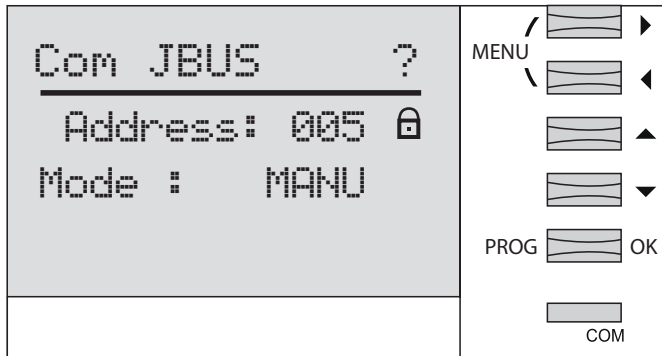 Com JBUS ?
Address: 005
Mode : MANU
MENU
PROG OK
COM